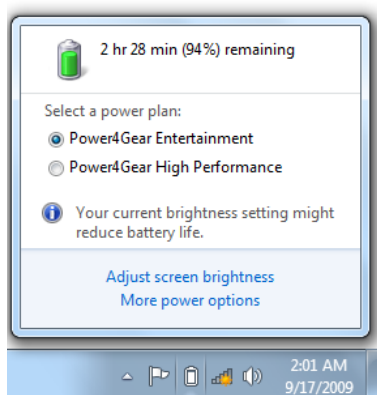 2 hr 28 min (94%) remaining
Select a power plan:
Power4Gear Entertainment
Power4Gear High Performance
Your current brightness setting might
reduce battery life.
Adjust screen brightness
More power options
2:01 AM
9/17/2009